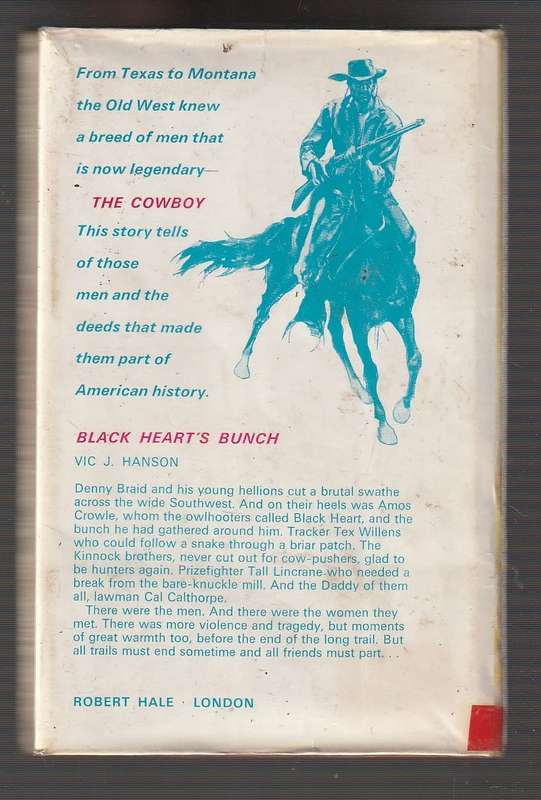 From Texas to Montana
the Old West knew
a breed of men that
is now legendary—
THE COWBOY
This story tells
of those
men and the
deeds that made
them part of
American history.
BLACK HEART'S BUNCH
VIC J. HANSON
Denny Braid and his young hellions cut a brutal swathe
across the wide Southwest. And on their heels was Amos
Crowle, whom the owlhooters called Black Heart, and the
bunch he had gathered around him. Tracker Tex Willens
who could follow a snake through a briar patch. The
Kinnock brothers, never cut out for cow-pushers, glad to
be hunters again. Prizefighter Tall Lincrane who needed a
break from the bare-knuckle mill. And the Daddy of them
all, lawman Cal Calthorpe.
There were the men. And there were the women they
met. There was more violence and tragedy, but moments
of great warmth too, before the end of the long trail. But
all trails must end sometime and all friends must part. . .
ROBERT HALE · LONDON